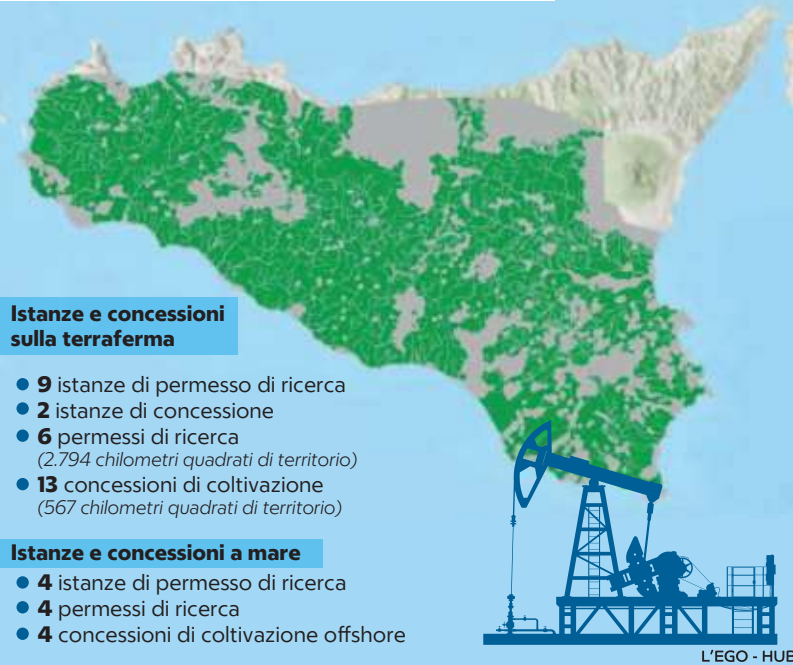 Istanze e concessioni
sulla terraferma
● 9 istanze di permesso di ricerca
● 2 istanze di concessione
● 6 permessi di ricerca
(2.794 chilometri quadrati di territorio)
● 13 concessioni di coltivazione
(567 chilometri quadrati di territorio)
Istanze e concessioni a mare
● 4 istanze di permesso di ricerca
● 4 permessi di ricerca
● 4 concessioni di coltivazione offshore
L'EGO - HUB